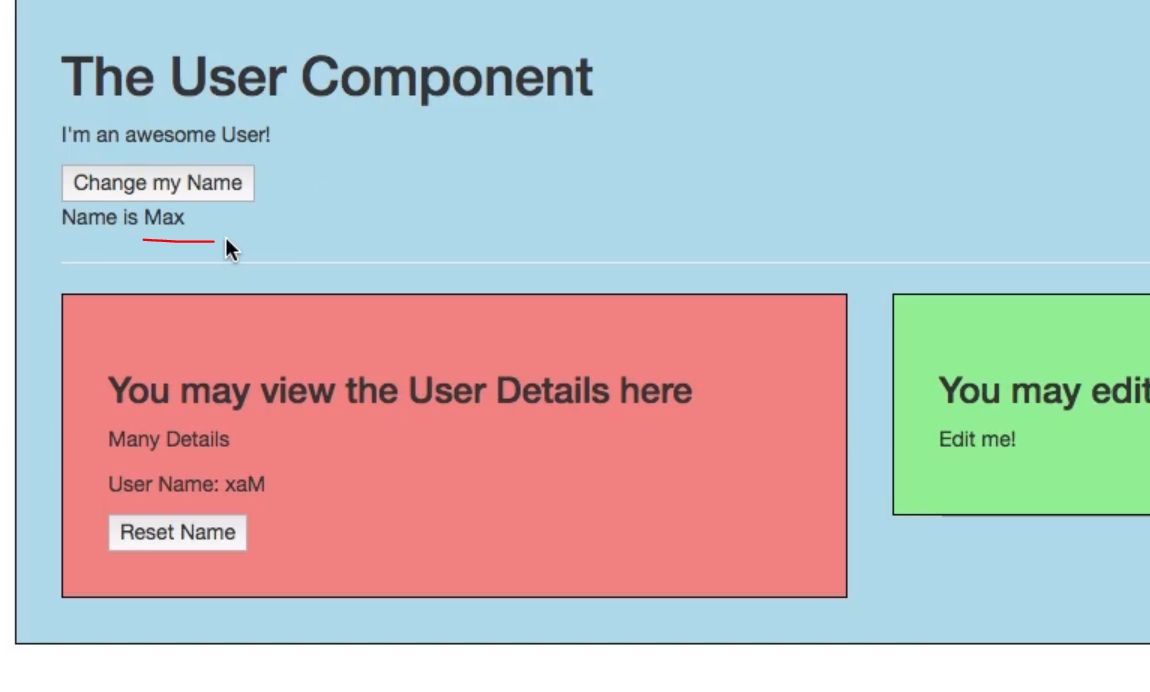 The User Component
I'm an awesome User!
Change my Name
Name is Max
You may view the User Details here
Many Details
User Name: xaM
Reset Name
You may edit
Edit me!